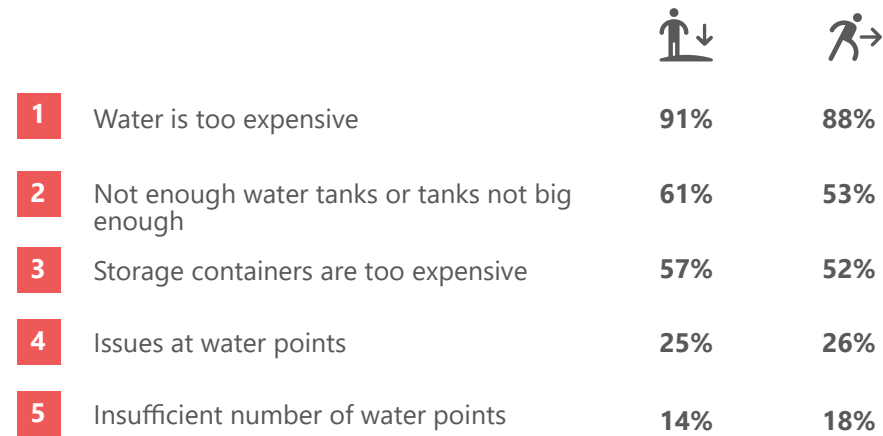 1 Water is too expensive 91% 88%
2 Not enough water tanks or tanks not big 61% 53%
enough
3 Storage containers are too expensive 57% 52%
4 Issues at water points 25% 26%
5 Insufficient number of water points 14% 18%